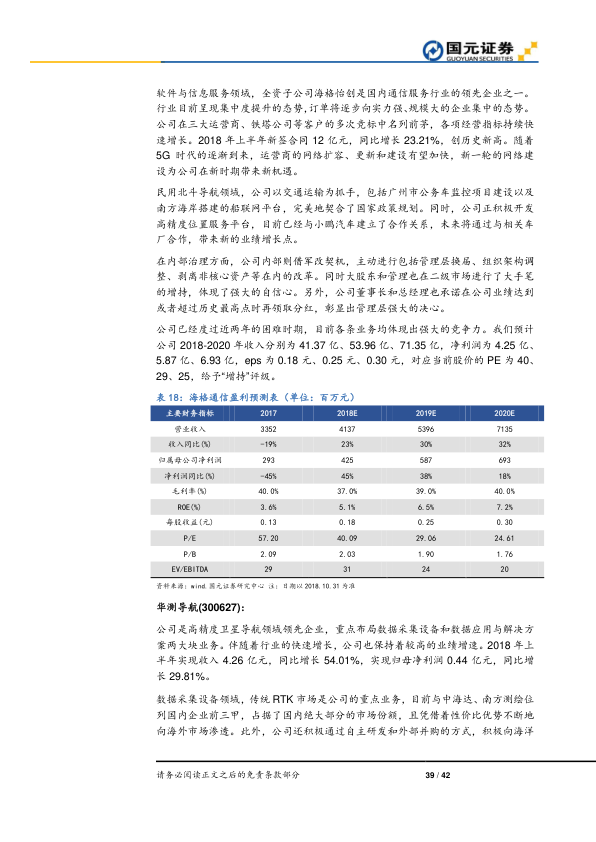 国元证券
GUOYUAN SECURITIES
软件与信息服务领域，全资子公司海格怡创是国内通信服务行业的领先企业之一。
行业目前呈现集中度提升的态势,订单将逐步向实力强、规模大的企业集中的态势。
公司在三大运营商、铁塔公司等客户的多次竞标中名列前茅，各项经营指标持续快
速增长。2018 年上半年新签合同 12 亿元，同比增长 23.21%，创历史新高。随着
5G 时代的逐渐到来，运营商的网络扩容、更新和建设有望加快，新一轮的网络建
设为公司在新时期带来新机遇。
民用北斗导航领域，公司以交通运输为抓手，包括广州市公务车监控项目建设以及
南方海岸搭建的船联网平台，完美地契合了国家政策规划。同时，公司正积极开发
高精度位置服务平台，目前已经与小鹏汽车建立了合作关系，未来将通过与相关车
厂合作，带来新的业绩增长点。
在内部治理方面，公司内部则借军改契机，主动进行包括管理层换届、组织架构调
整、剥离非核心资产等在内的改革。同时大股东和管理也在二级市场进行了大手笔
的增持，体现了强大的自信心。另外，公司董事长和总经理也承诺在公司业绩达到
或者超过历史最高点时再领取分红，彰显出管理层强大的决心。
公司已经度过近两年的困难时期，目前各条业务均体现出强大的竞争力。我们预计
公司 2018-2020 年收入分别为 41.37 亿、53.96 亿、71.35 亿，净利润为 4.25 亿、
5.87 亿、6.93 亿，eps 为 0.18 元、0.25 元、0.30 元，对应当前股价的 PE 为 40、
29、25，给予“增持”评级。
表 18：海格通信盈利预测表（单位：百万元）
主要财务指标 2017 2018E 2019E 2020E
营业收入 3352 4137 5396 7135
收入同比(%) -19% 23% 30% 32%
归属母公司净利润 293 425 587 693
净利润同比(%) -45% 45% 38% 18%
毛利率(%) 40.0% 37.0% 39.0% 40.0%
ROE(%) 3.6% 5.1% 6.5% 7.2%
每股收益(元) 0.13 0.18 0.25 0.30
P/E 57.20 40.09 29.06 24.61
P/B 2.09 2.03 1.90 1.76
EV/EBITDA 29 31 24 20
资料来源：wind.国元证券研究中心 注：日期以 2018.10.31 为准
华测导航(300627)：
公司是高精度卫星导航领域领先企业，重点布局数据采集设备和数据应用与解决方
案两大块业务。伴随着行业的快速增长，公司也保持着较高的业绩增速。2018 年上
半年实现收入 4.26 亿元，同比增长 54.01%，实现归母净利润 0.44 亿元，同比增
长 29.81%。
数据采集设备领域，传统 RTK 市场是公司的重点业务，目前与中海达、南方测绘位
列国内企业前三甲，占据了国内绝大部分的市场份额，且凭借着性价比优势不断地
向海外市场渗透。此外，公司还积极通过自主研发和外部并购的方式，积极向海洋
请务必阅读正文之后的免责条款部分
39 / 42